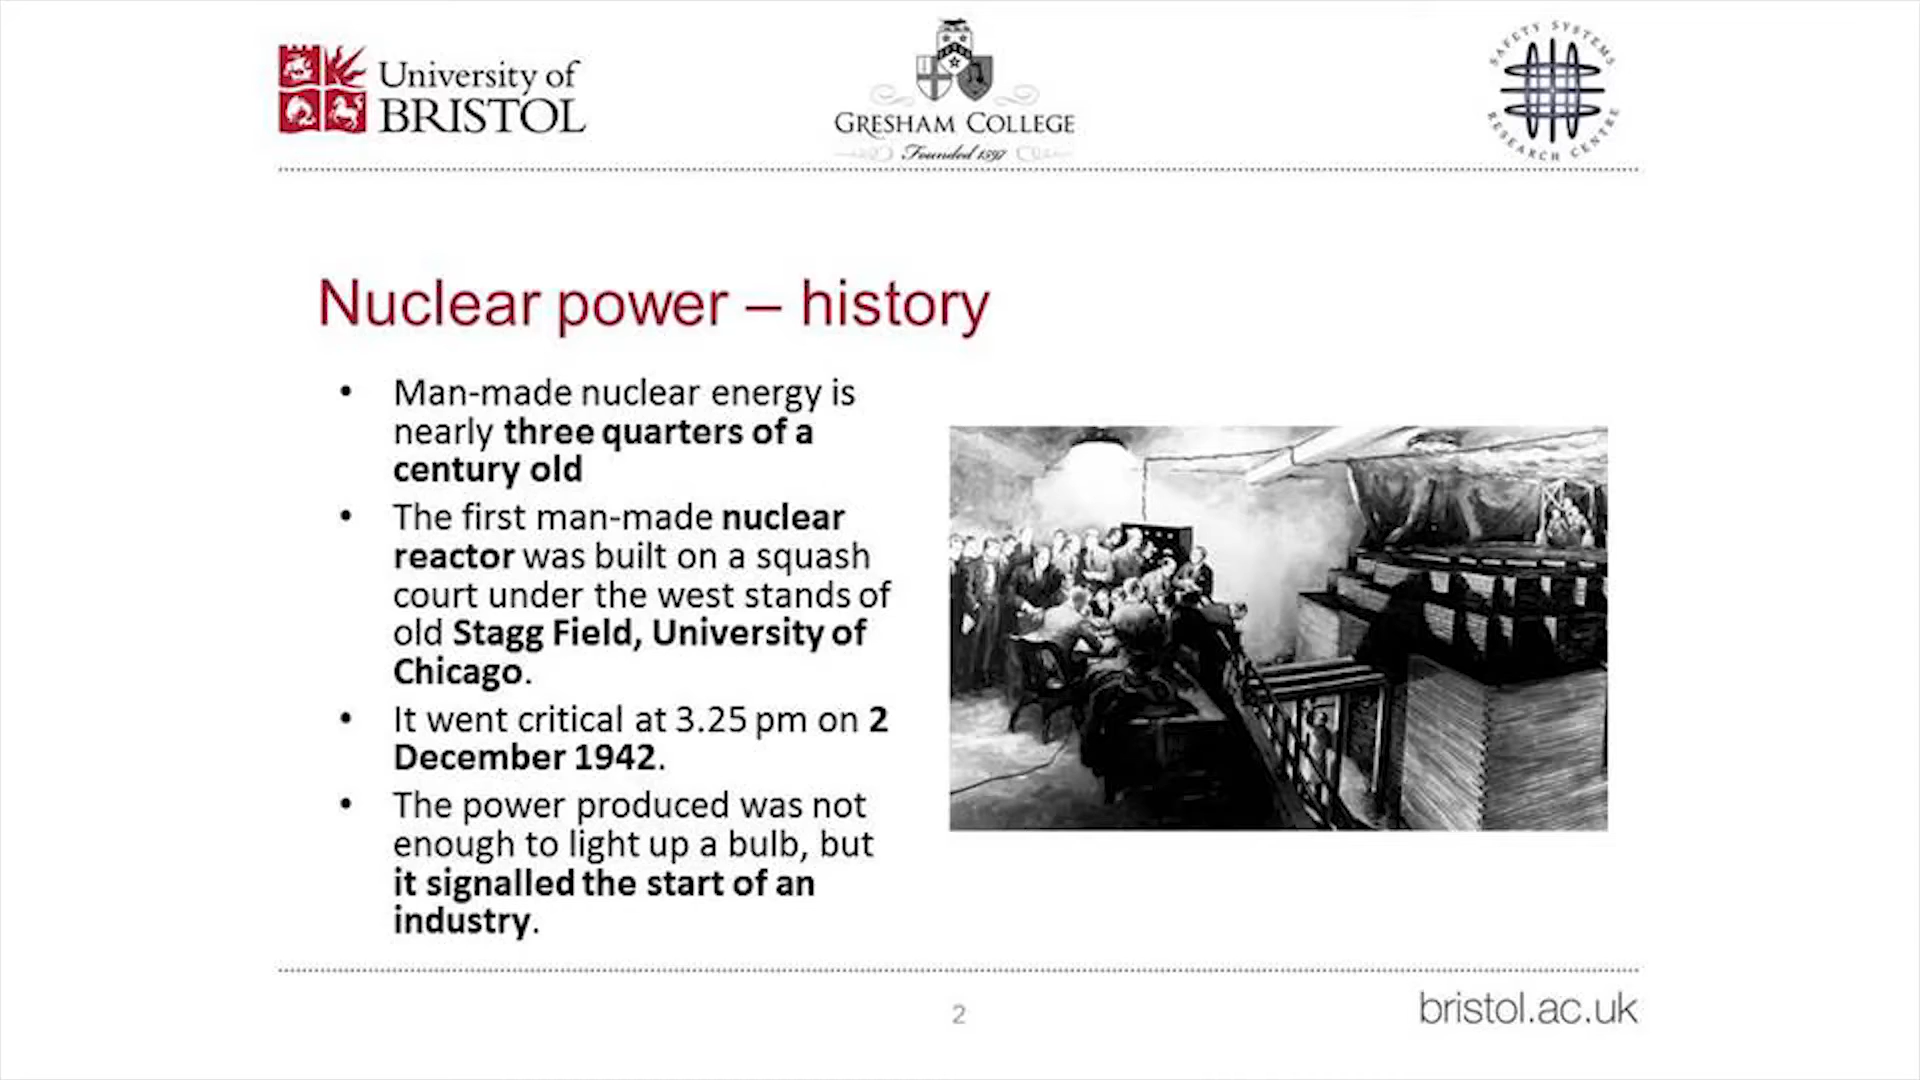 University of
BRISTOL
GRESHAM COLLEGE
Founded 1597
SAFETY SYSTEMS
RESEARCH CENTRE
Nuclear power – history
• Man-made nuclear energy is
nearly three quarters of a
century old
• The first man-made nuclear
reactor was built on a squash
court under the west stands of
old Stagg Field, University of
Chicago.
• It went critical at 3.25 pm on 2
December 1942.
• The power produced was not
enough to light up a bulb, but
it signalled the start of an
industry.
2
bristol.ac.uk